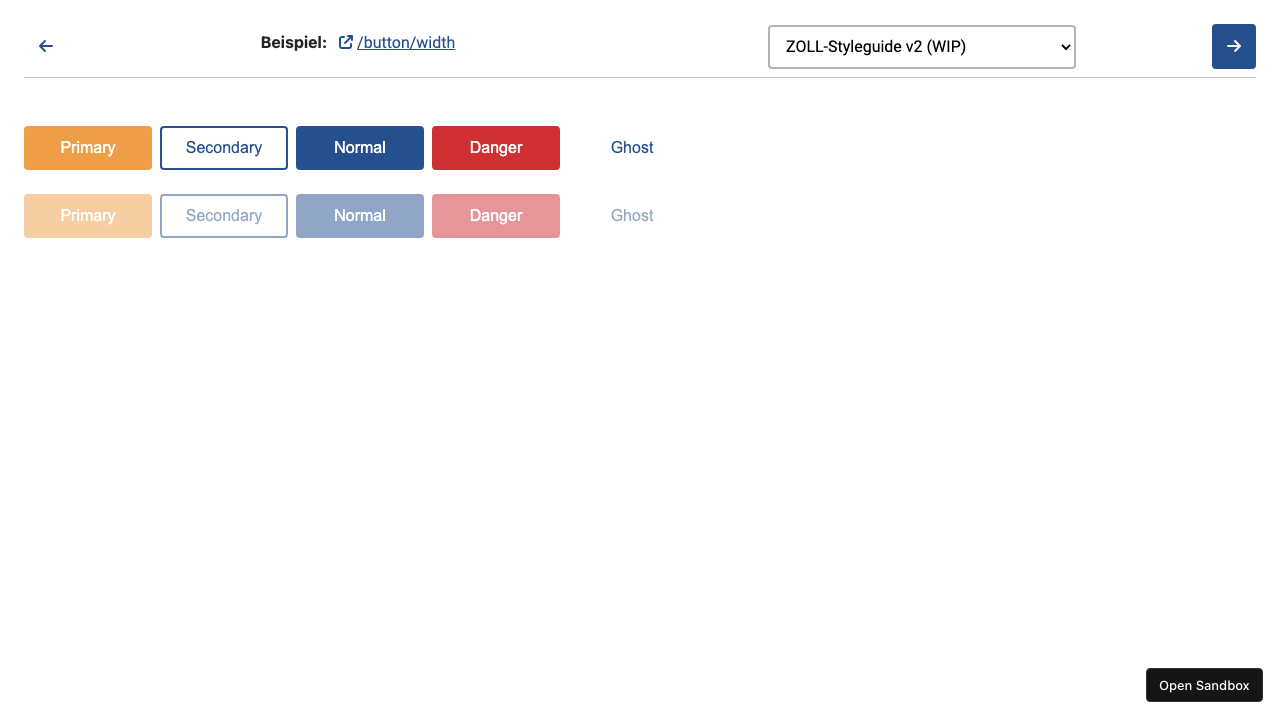 Beispiel: /button/width ZOLL-Styleguide v2 (WIP)
Primary Secondary Normal Danger Ghost
Primary Secondary Normal Danger Ghost
Open Sandbox